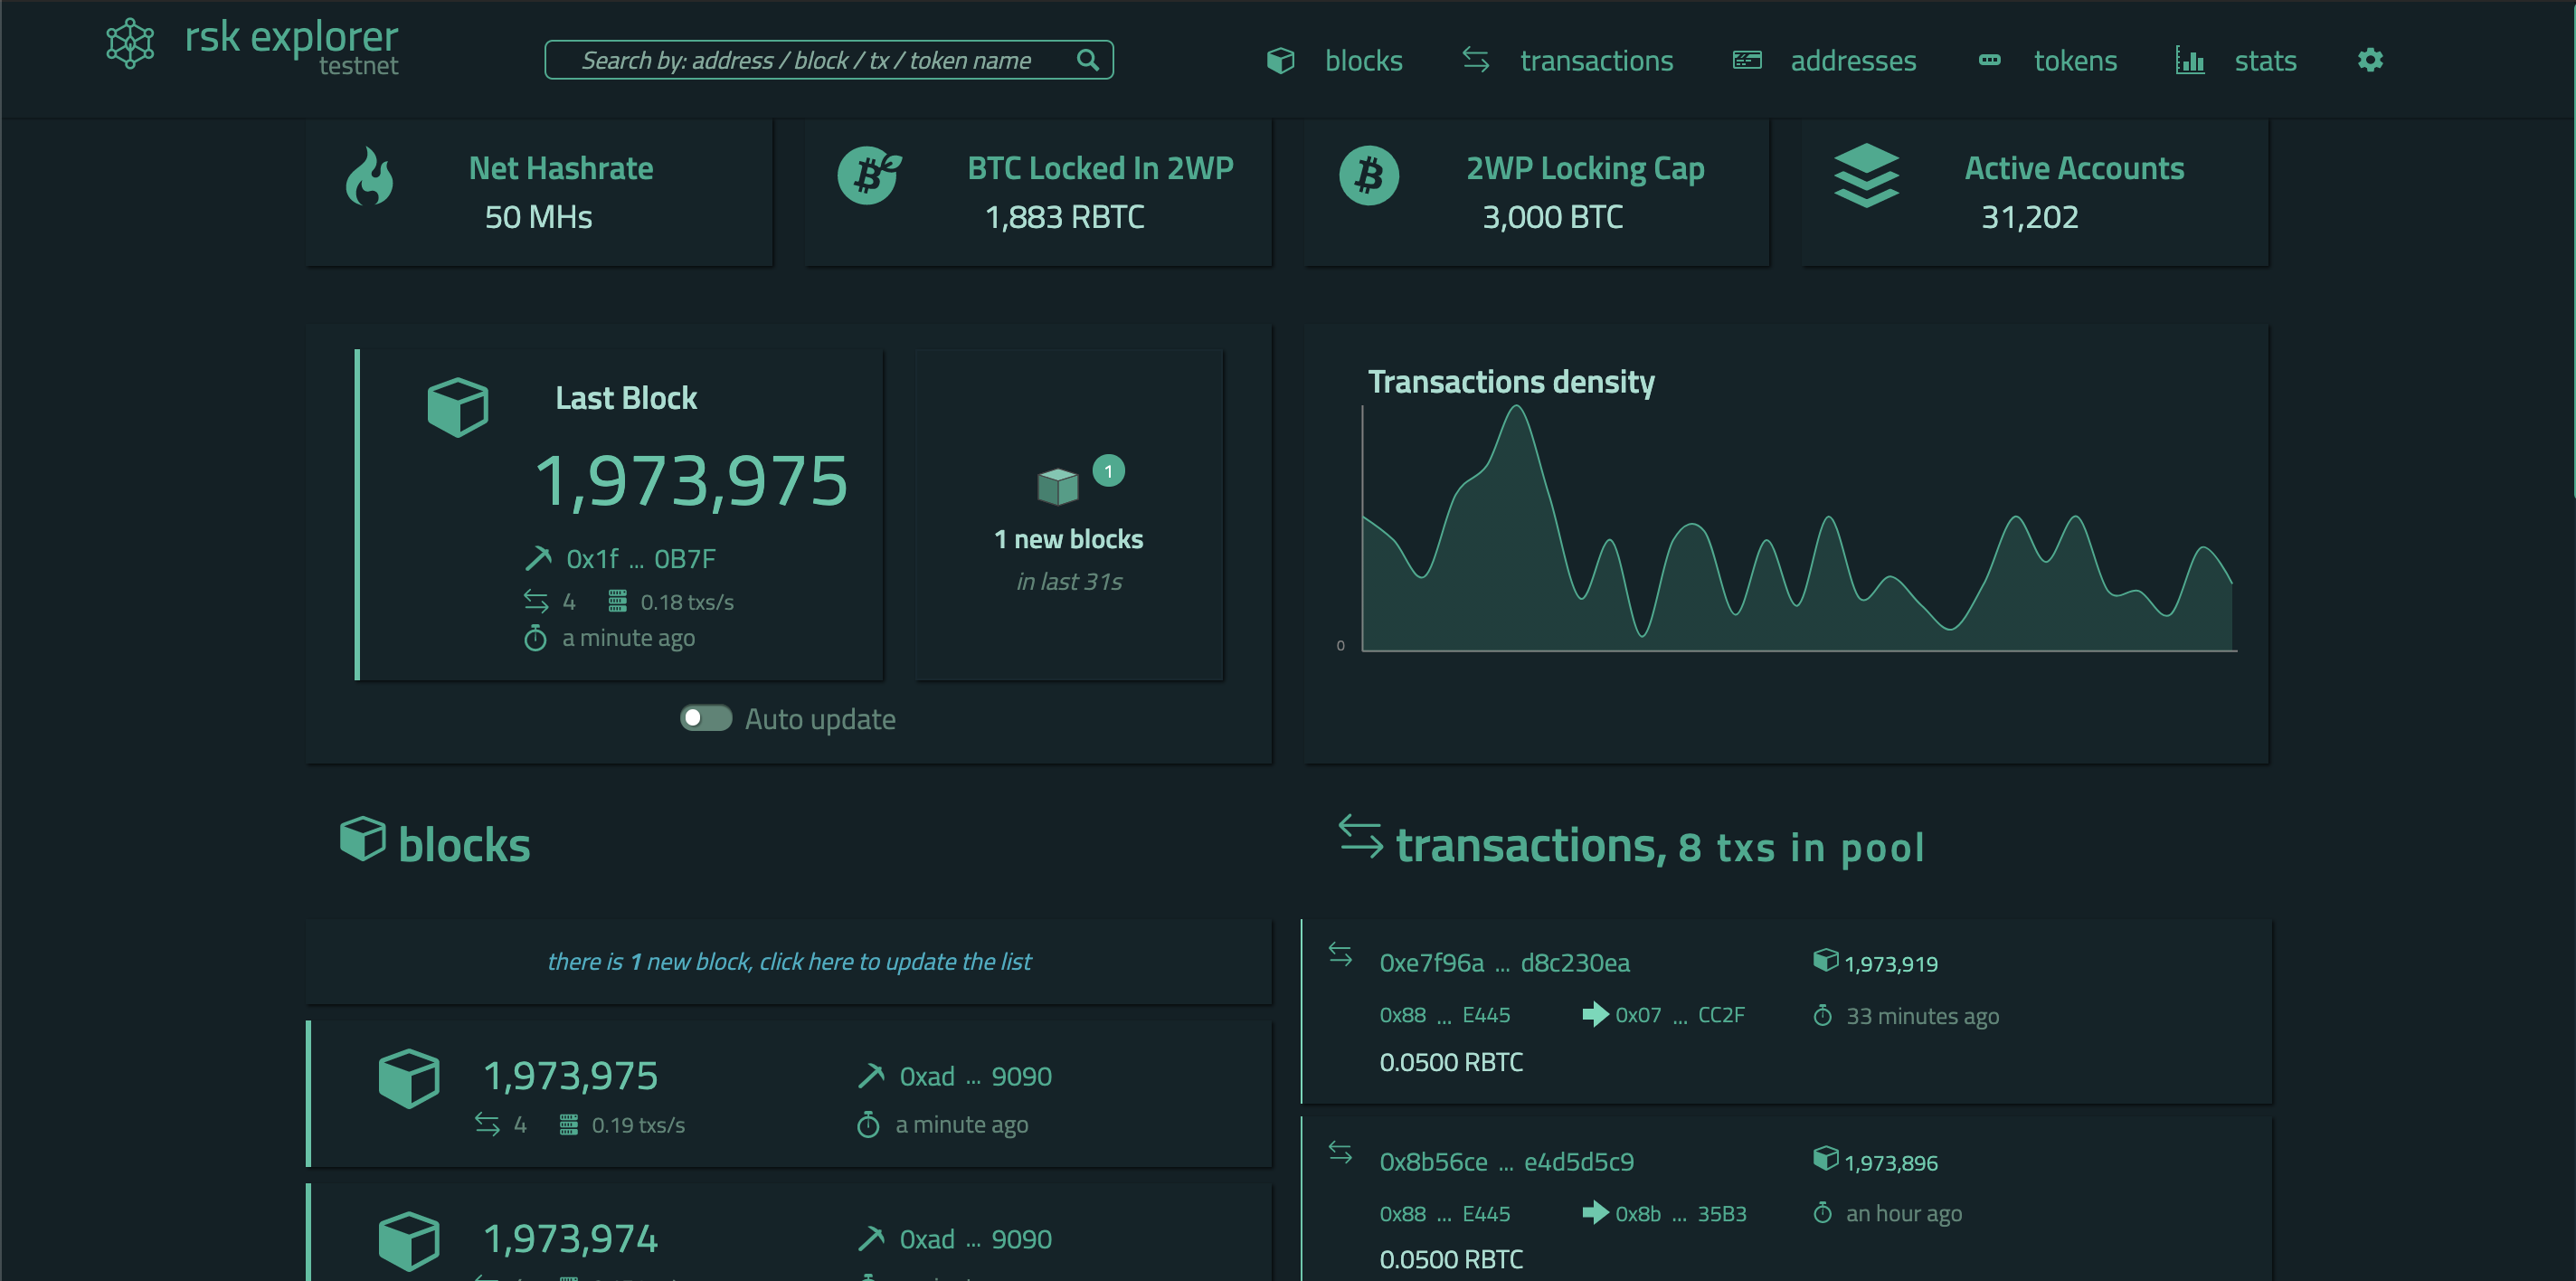 rsk explorer
testnet
Search by: address / block / tx / token name
blocks
transactions
addresses
tokens
stats
Net Hashrate
50 MHs
BTC Locked In 2WP
1,883 RBTC
2WP Locking Cap
3,000 BTC
Active Accounts
31,202
Last Block
1,973,975
0x1f ... 0B7F
4 0.18 txs/s
a minute ago
1
1 new blocks
in last 31s
Auto update
Transactions density
0
blocks
there is 1 new block, click here to update the list
1,973,975
0xad ... 9090
4 0.19 txs/s
a minute ago
1,973,974
0xad ... 9090
transactions, 8 txs in pool
0xe7f96a ... d8c230ea
1,973,919
0x88 ... E445
0x07 ... CC2F
33 minutes ago
0.0500 RBTC
0x8b56ce ... e4d5d5c9
1,973,896
0x88 ... E445
0x8b ... 35B3
an hour ago
0.0500 RBTC